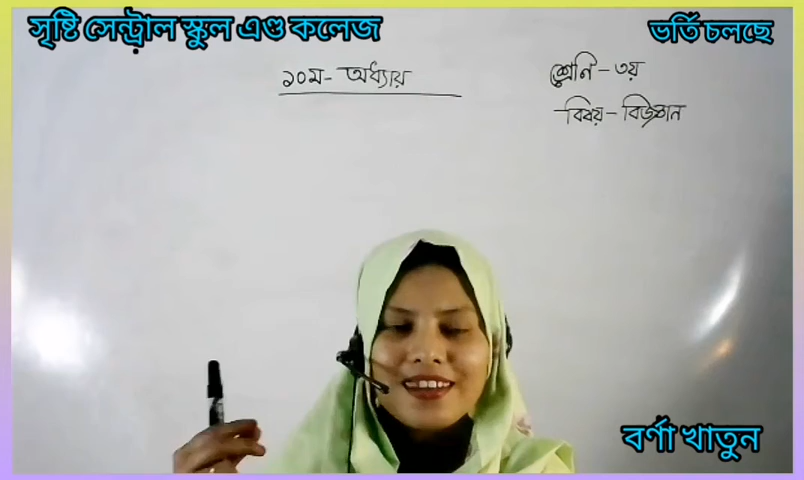 সৃষ্টি সেন্ট্রাল স্কুল এণ্ড কলেজ
ভর্তি চলছে
১০ম- অধ্যায়
শ্রেণি - ৩য়
বিষয় - বিজ্ঞান
বর্ণা খাতুন